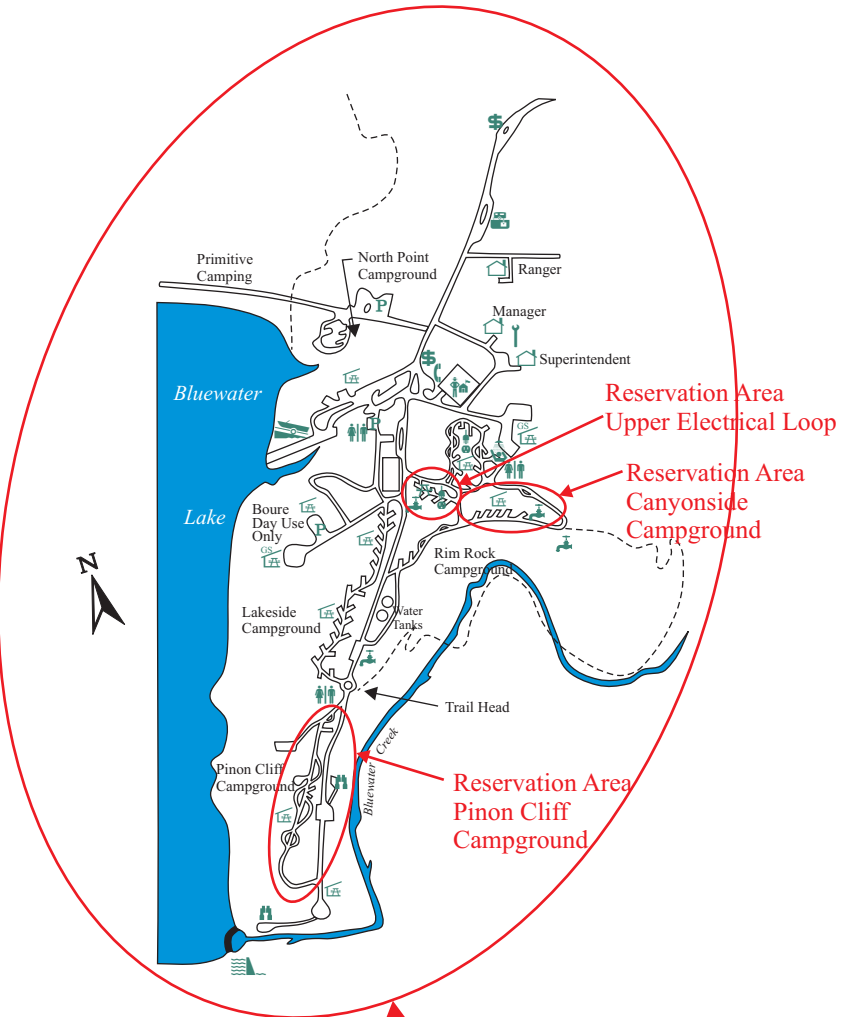 Primitive
Camping
North Point
Campground
P
Ranger
Manager
Superintendent
Bluewater
Reservation Area
Upper Electrical Loop
P
GS
Reservation Area
Canyonside
Campground
Boure
Day Use
Only
P
GS
Lake
N
Rim Rock
Campground
Lakeside
Campground
Water
Tanks
Trail Head
Pinon Cliff
Campground
Bluewater
Creek
Reservation Area
Pinon Cliff
Campground